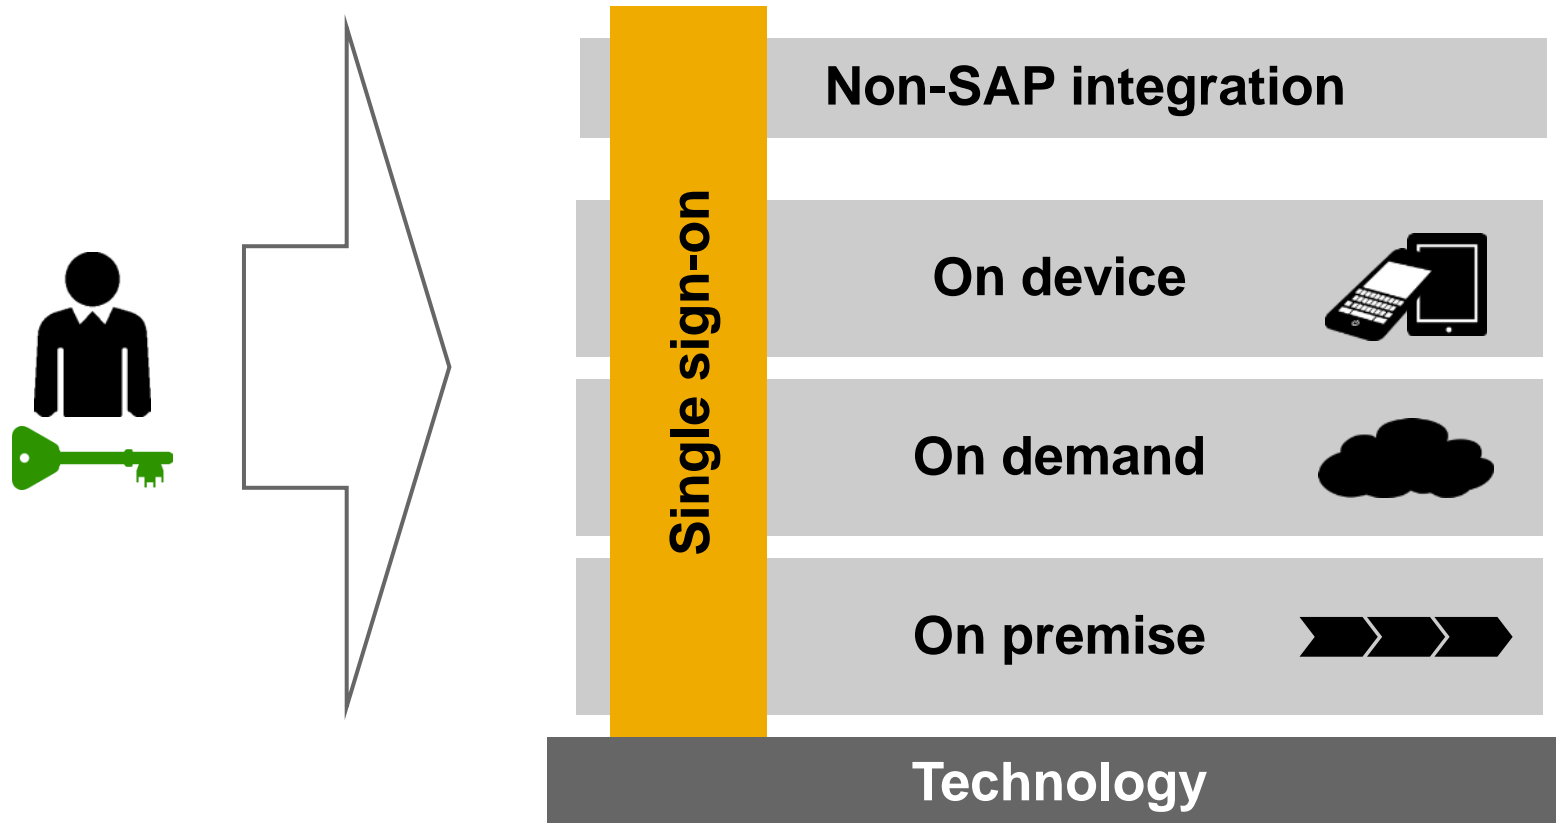 Non-SAP integration
Single sign-on
On device
On demand
On premise
Technology